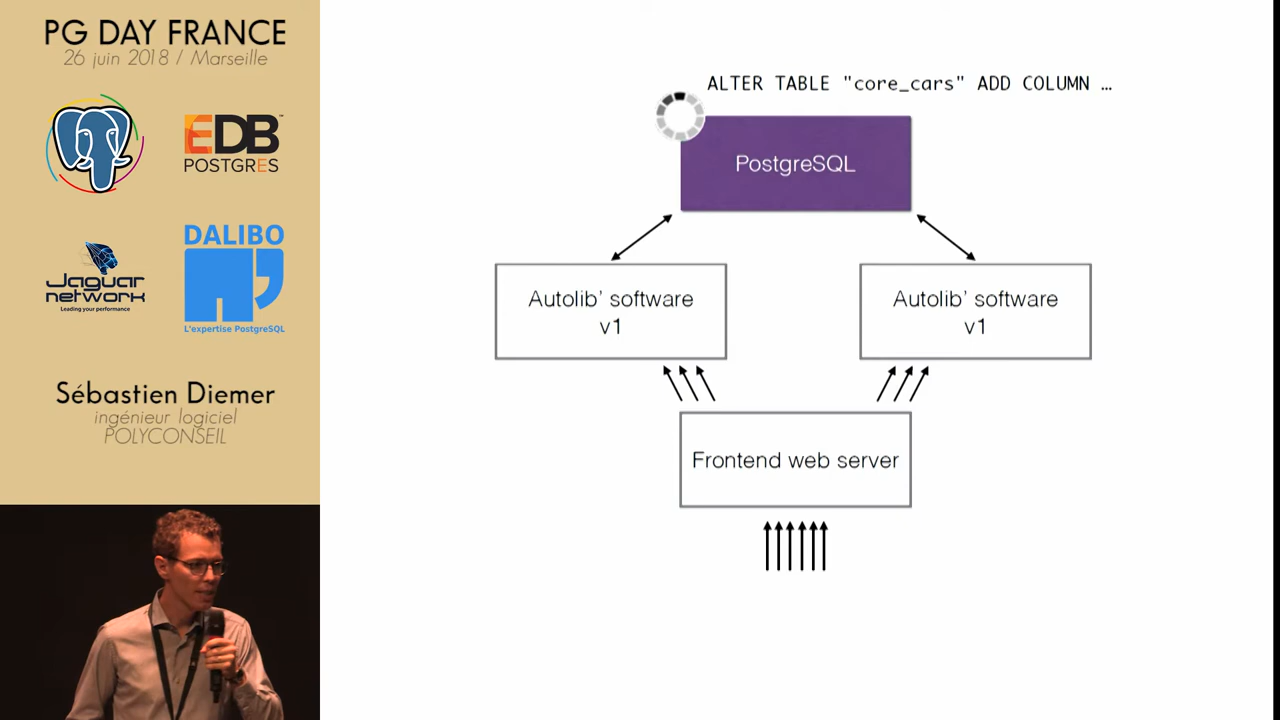 PG DAY FRANCE
26 juin 2018 / Marseille
EDB™
POSTGRES
Jaguar
network
Leading your performance
DALIBO
L'expertise PostgreSQL
Sébastien Diemer
ingénieur logiciel
POLYCONSEIL
ALTER TABLE "core_cars" ADD COLUMN …
PostgreSQL
Autolib’ software
v1
Autolib’ software
v1
Frontend web server